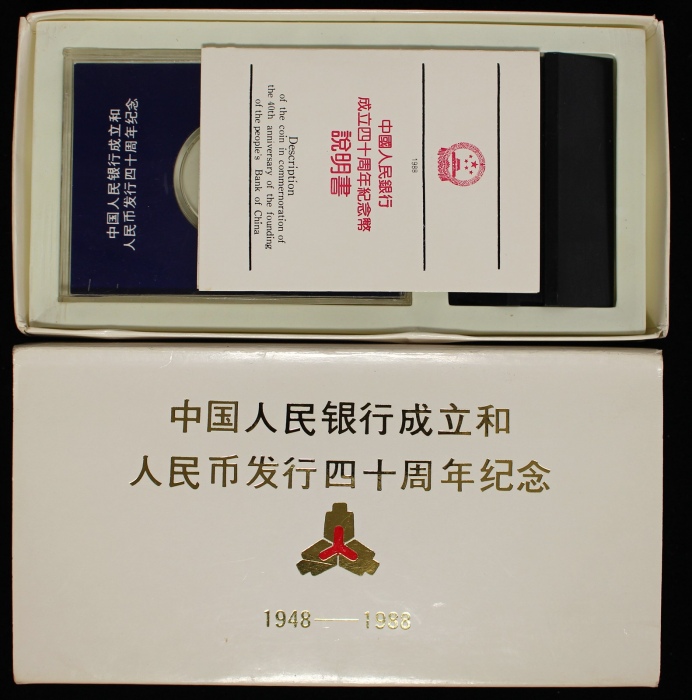 中国人民银行成立和
人民币发行四十周年纪念
中國人民銀行
成立四十周年紀念幣
說明書
1988
Description
of the coin in commemoration of
the 40th anniversary of the founding
of the people's Bank of China
中国人民银行成立和
人民币发行四十周年纪念
1948——1988